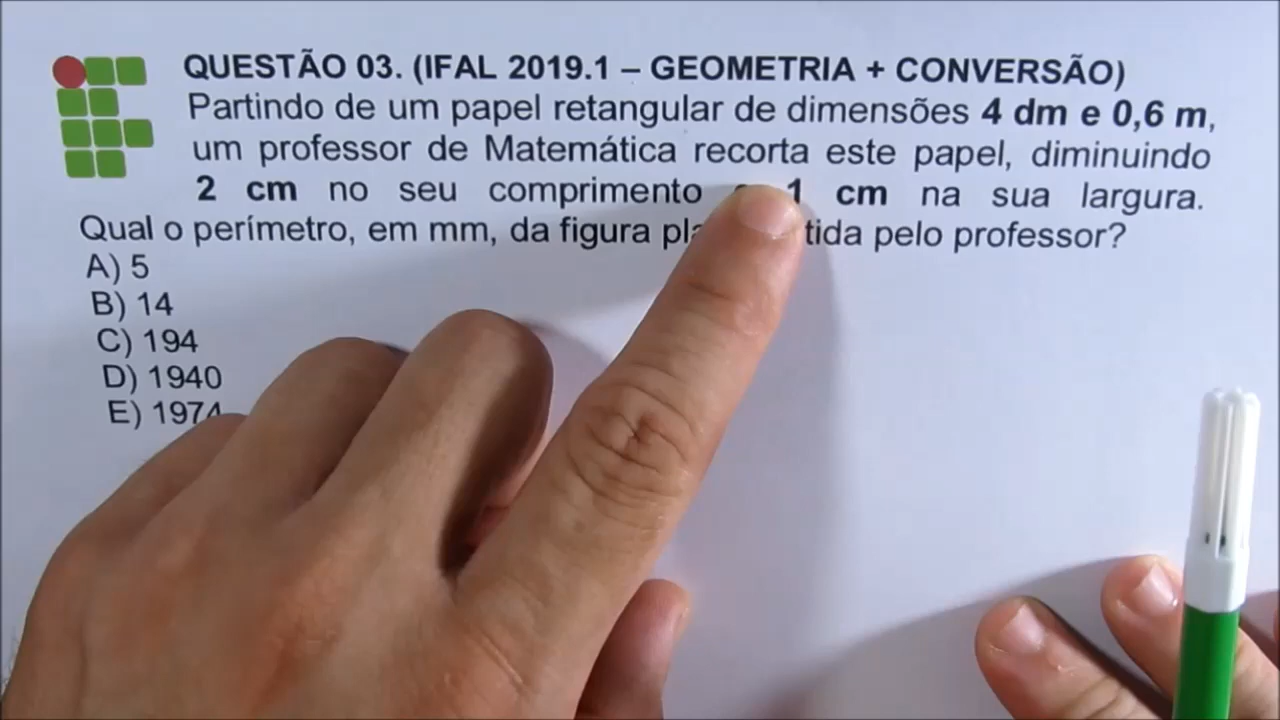 QUESTÃO 03. (IFAL 2019.1 – GEOMETRIA + CONVERSÃO)
Partindo de um papel retangular de dimensões 4 dm e 0,6 m,
um professor de Matemática recorta este papel, diminuindo
2 cm no seu comprimento 1 cm na sua largura.
Qual o perímetro, em mm, da figura pelo professor?
A) 5
B) 14
C) 194
D) 1940
E) 1974